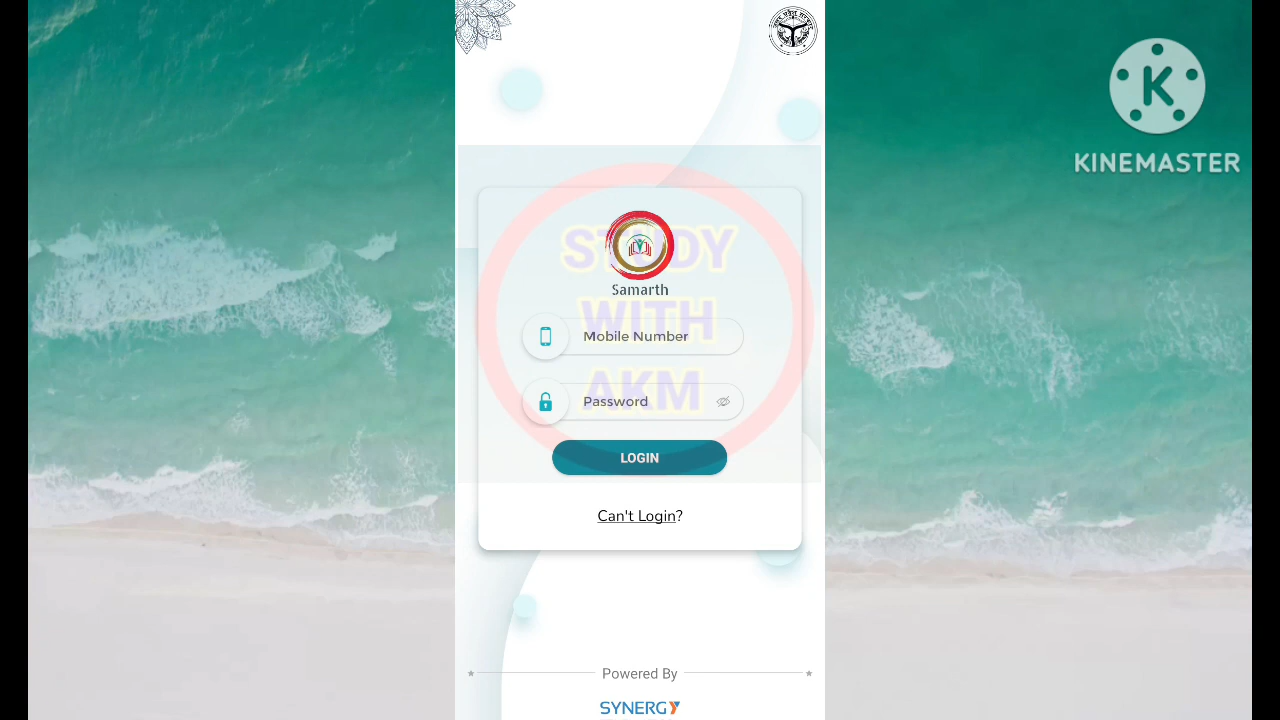 KINEMASTER
STUDY
WITH
AKM
Samarth
Mobile Number
Password
LOGIN
Can't Login?
Powered By
SYNERGY